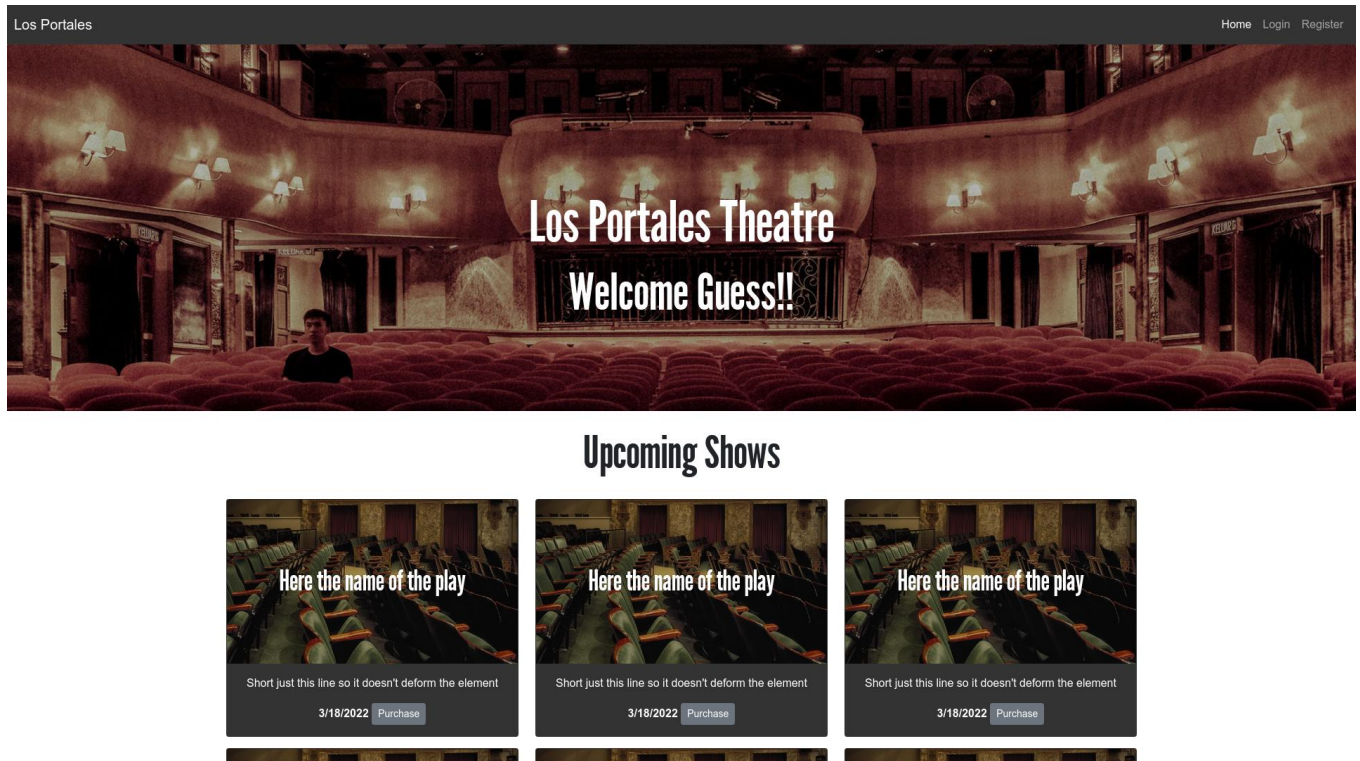 Los Portales
Home Login Register
Los Portales Theatre
Welcome Guess!!
Upcoming Shows
Here the name of the play
Short just this line so it doesn't deform the element
3/18/2022 Purchase
Here the name of the play
Short just this line so it doesn't deform the element
3/18/2022 Purchase
Here the name of the play
Short just this line so it doesn't deform the element
3/18/2022 Purchase